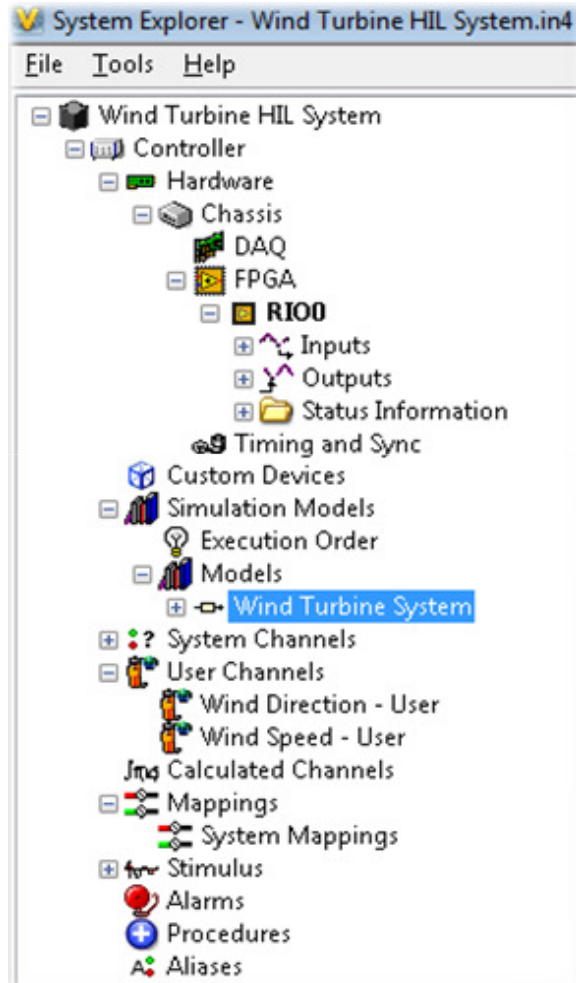 System Explorer - Wind Turbine HIL System.in4
File Tools Help
Wind Turbine HIL System
Controller
Hardware
Chassis
DAQ
FPGA
RIO0
Inputs
Outputs
Status Information
Timing and Sync
Custom Devices
Simulation Models
Execution Order
Models
Wind Turbine System
System Channels
User Channels
Wind Direction - User
Wind Speed - User
Calculated Channels
Mappings
System Mappings
Stimulus
Alarms
Procedures
Aliases